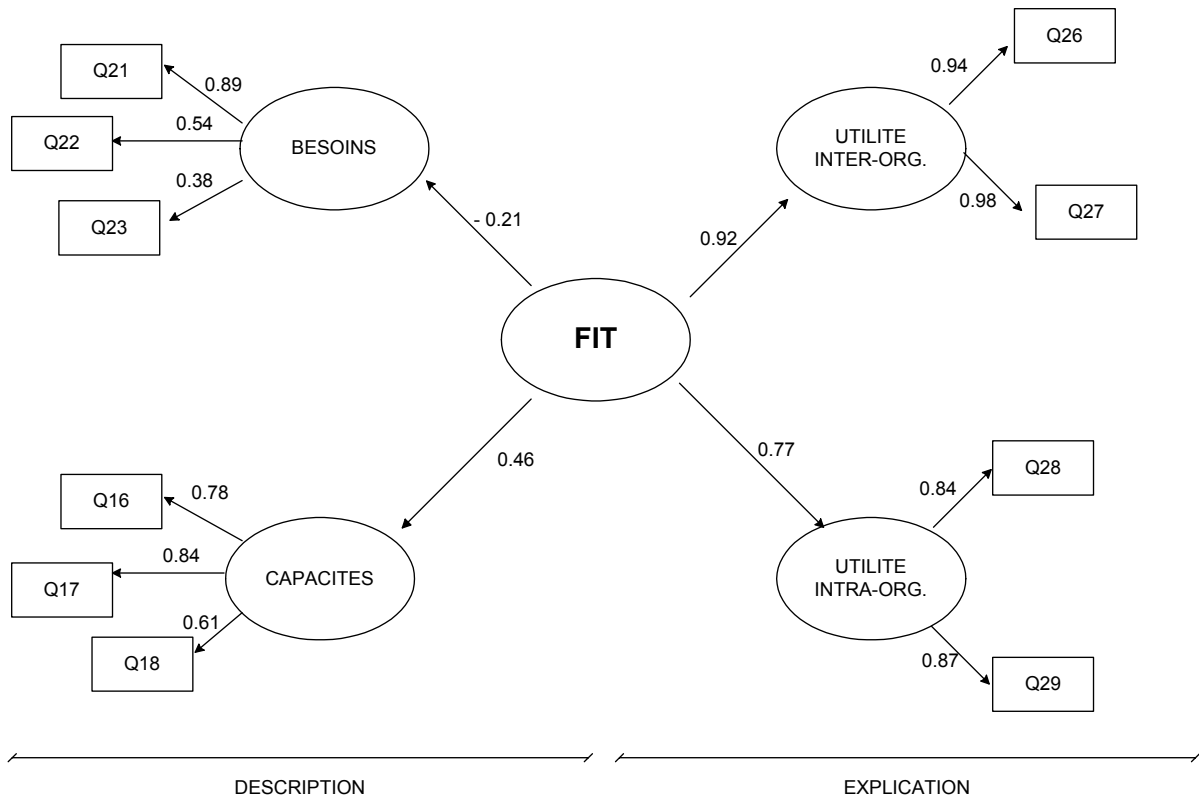 Q21
0.89
Q22
0.54
Q23
0.38
BESOINS
- 0.21
Q26
0.94
UTILITE
INTER-ORG.
0.98
Q27
0.92
FIT
0.46
0.77
Q16
0.78
Q17
0.84
Q18
0.61
CAPACITES
Q28
0.84
UTILITE
INTRA-ORG.
0.87
Q29
DESCRIPTION
EXPLICATION